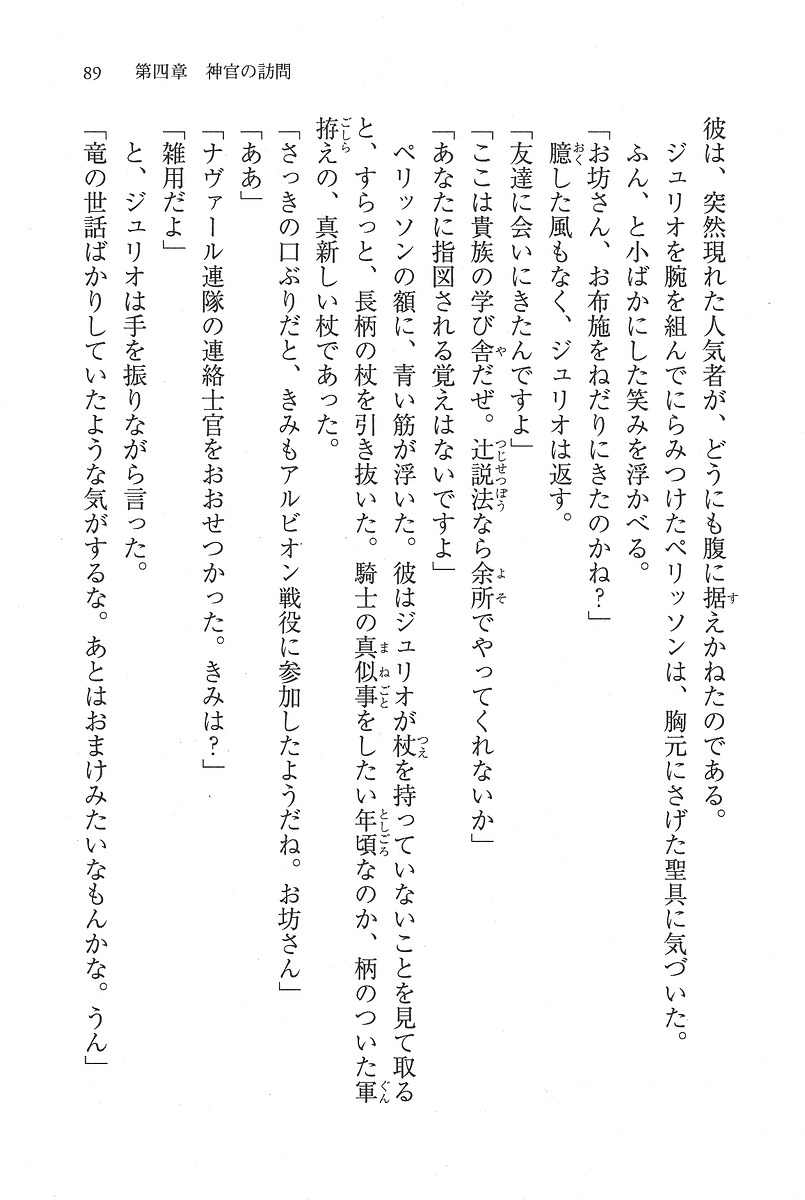 89　第四章　神官の訪問
彼は、突然現れた人気者が、どうにも腹に据えかねたのである。
　ジュリオを腕を組んでにらみつけたペリッソンは、胸元にさげた聖具に気づいた。
　ふん、と小ばかにした笑みを浮かべる。
「お坊さん、お布施をねだりにきたのかね？」
　臆した風もなく、ジュリオは返す。
「友達に会いにきたんですよ」
「ここは貴族の学び舎だぜ。辻説法なら余所でやってくれないか」
「あなたに指図される覚えはないですよ」
　ペリッソンの額に、青い筋が浮いた。彼はジュリオが杖を持っていないことを見て取る
と、すらっと、長柄の杖を引き抜いた。騎士の真似事をしたい年頃なのか、柄のついた軍
拵えの、真新しい杖であった。
「さっきの口ぶりだと、きみもアルビオン戦役に参加したようだね。お坊さん」
「ああ」
「ナヴァール連隊の連絡士官をおおせつかった。きみは？」
「雑用だよ」
　と、ジュリオは手を振りながら言った。
「竜の世話ばかりしていたような気がするな。あとはおまけみたいなもんかな。うん」